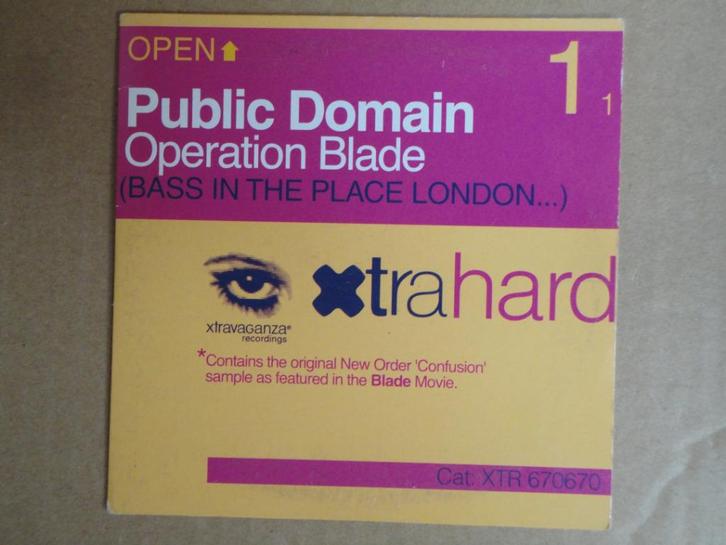 OPEN
1 1
Public Domain
Operation Blade
(BASS IN THE PLACE LONDON...)
xtrahard
xtravaganza®
recordings
*Contains the original New Order 'Confusion'
sample as featured in the Blade Movie.
Cat: XTR 670670